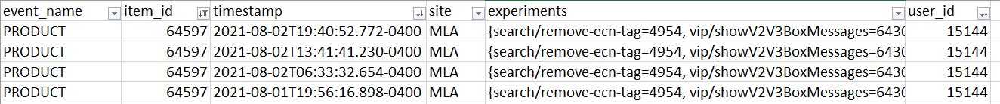 event_name item_id timestamp site experiments user_id
PRODUCT 64597 2021-08-02T19:40:52.772-0400 MLA {search/remove-ecn-tag=4954, vip/showV2V3BoxMessages=6430 15144
PRODUCT 64597 2021-08-02T13:41:41.230-0400 MLA {search/remove-ecn-tag=4954, vip/showV2V3BoxMessages=6430 15144
PRODUCT 64597 2021-08-02T06:33:32.654-0400 MLA {search/remove-ecn-tag=4954, vip/showV2V3BoxMessages=6430 15144
PRODUCT 64597 2021-08-01T19:56:16.898-0400 MLA {search/remove-ecn-tag=4954, vip/showV2V3BoxMessages=6430 15144